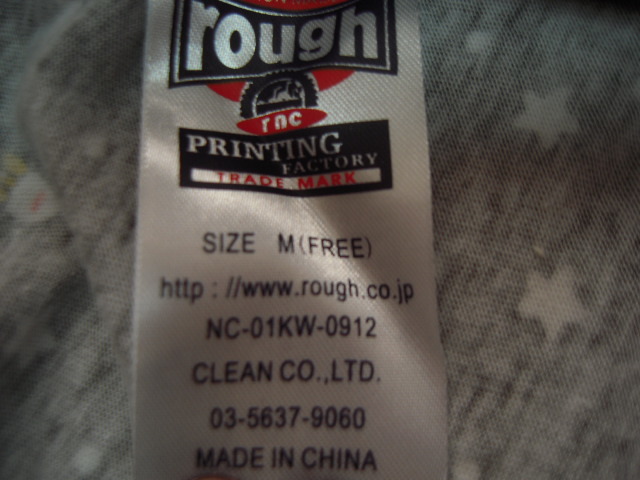 rough
rnc
PRINTING
FACTORY
TRADE MARK
SIZE M(FREE)
http : //www.rough.co.jp
NC-01KW-0912
CLEAN CO.,LTD.
03-5637-9060
MADE IN CHINA